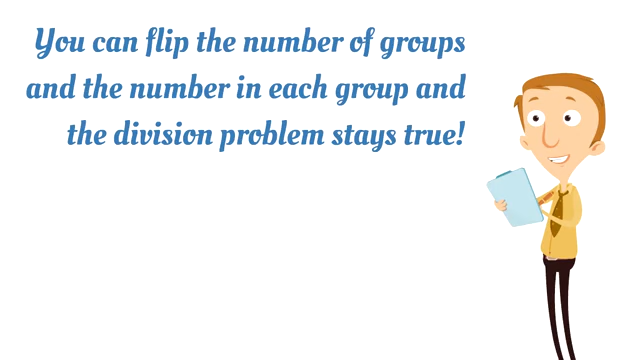 You can flip the number of groups
and the number in each group and
the division problem stays true!